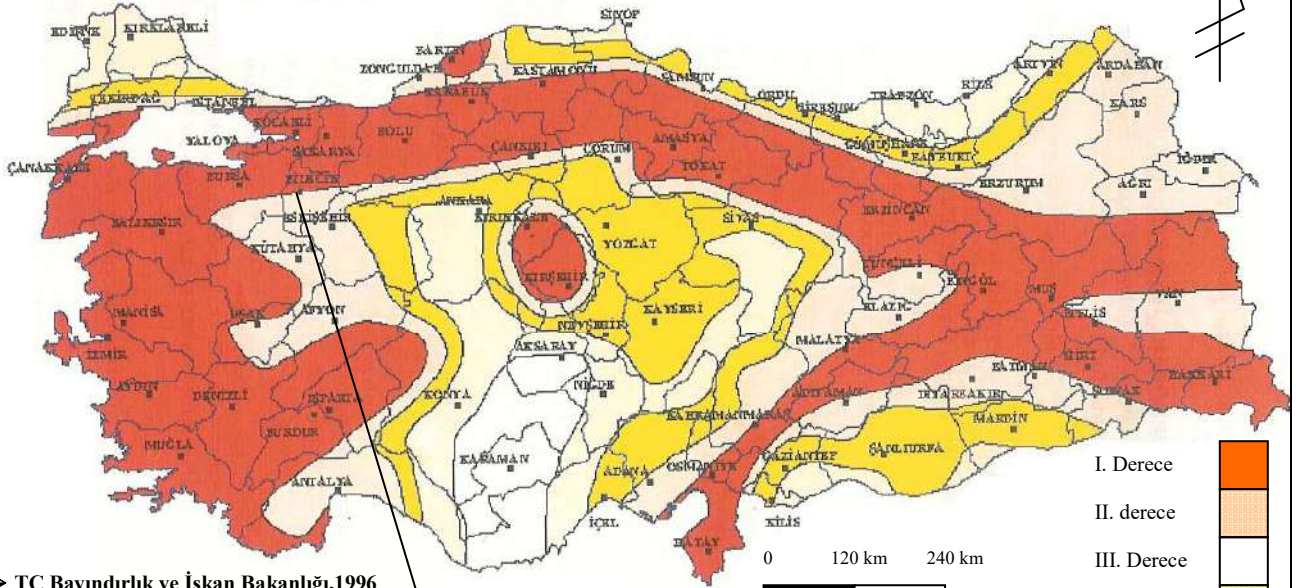 SİNOP
EDİRNE
KIRKLARELİ
BARTIN
ZONGULDAK
KASTAMONU
ARTVİN
ARDAHAN
SAMSUN
RİZE
TEKİRDAĞ
İSTANBUL
KARABÜK
ORDU
TRABZON
KARS
GİRESUN
KOCAELİ
BOLU
AMASYA
YALOVA
SAKARYA
ÇANKIRI
ÇORUM
GÜMÜŞHANE
BAYBURT
IĞDIR
ÇANAKKALE
TOKAT
BURSA
BİLECİK
ERZURUM
AĞRI
ANKARA
ERZİNCAN
BALIKESİR
ESKİŞEHİR
KIRIKKALE
SİVAS
KÜTAHYA
YOZGAT
TUNCELİ
KIRŞEHİR
BİNGÖL
MUŞ
VAN
MANİSA
UŞAK
AFYON
NEVŞEHİR
KAYSERİ
ELAZIĞ
BİTLİS
İZMİR
AKSARAY
MALATYA
SİİRT
BATMAN
HAKKARİ
AYDIN
DENİZLİ
ISPARTA
KONYA
NİĞDE
ADIYAMAN
DİYARBAKIR
ŞIRNAK
KAHRAMANMARAŞ
MARDİN
MUĞLA
BURDUR
KARAMAN
ADANA
OSMANİYE
GAZİANTEP
ŞANLIURFA
I. Derece
ANTALYA
İÇEL
KİLİS
II. derece
HATAY
0 120 km 240 km
III. Derece
TC Bayındırlık ve İskan Bakanlığı,1996